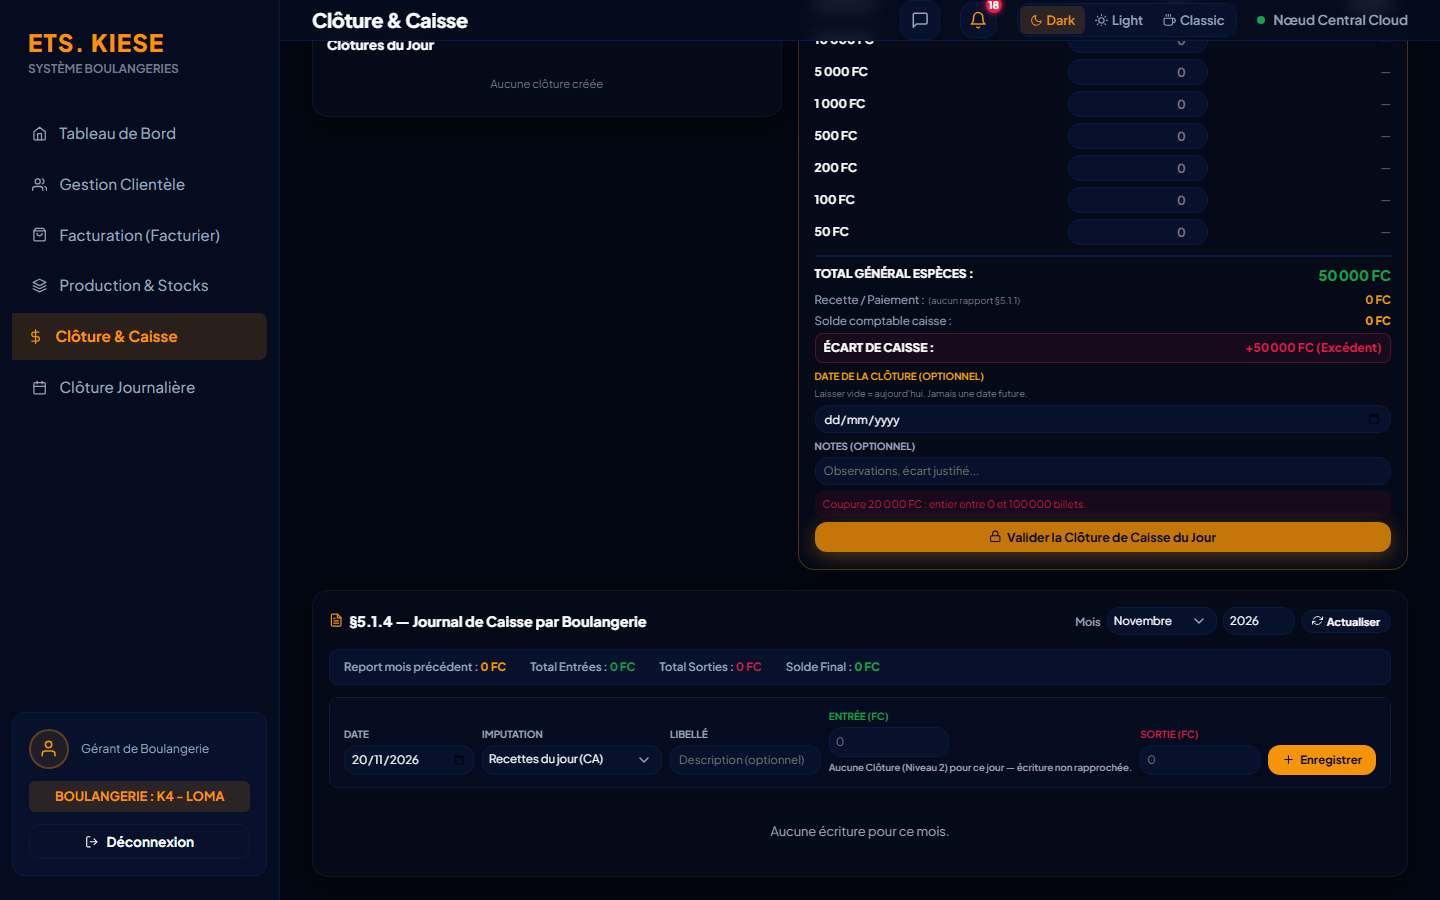 ETS. KIESE
SYSTÈME BOULANGERIES
Tableau de Bord
Gestion Clientèle
Facturation (Facturier)
Production & Stocks
Clôture & Caisse
Clôture Journalière
Gérant de Boulangerie
BOULANGERIE : K4 - LOMA
Déconnexion
Clôture & Caisse
18
Dark
Light
Classic
Nœud Central Cloud
Clôtures du Jour
Aucune clôture créée
10 000 FC 0 —
5 000 FC 0 —
1 000 FC 0 —
500 FC 0 —
200 FC 0 —
100 FC 0 —
50 FC 0 —
TOTAL GÉNÉRAL ESPÈCES : 50 000 FC
Recette / Paiement : (aucun rapport §5.1.1) 0 FC
Solde comptable caisse : 0 FC
ÉCART DE CAISSE : +50 000 FC (Excédent)
DATE DE LA CLÔTURE (OPTIONNEL)
Laisser vide = aujourd'hui. Jamais une date future.
dd/mm/yyyy
NOTES (OPTIONNEL)
Observations, écart justifié...
Coupure 20 000 FC : entier entre 0 et 100 000 billets.
Valider la Clôture de Caisse du Jour
§5.1.4 — Journal de Caisse par Boulangerie
Mois Novembre 2026 Actualiser
Report mois précédent : 0 FC Total Entrées : 0 FC Total Sorties : 0 FC Solde Final : 0 FC
DATE
20/11/2026
IMPUTATION
Recettes du jour (CA)
LIBELLÉ
Description (optionnel)
ENTRÉE (FC)
0
Aucune Clôture (Niveau 2) pour ce jour — écriture non rapprochée.
SORTIE (FC)
0
+ Enregistrer
Aucune écriture pour ce mois.